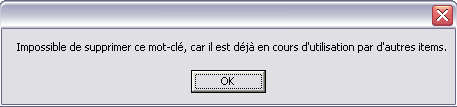 Impossible de supprimer ce mot-clé, car il est déjà en cours d'utilisation par d'autres items.
OK